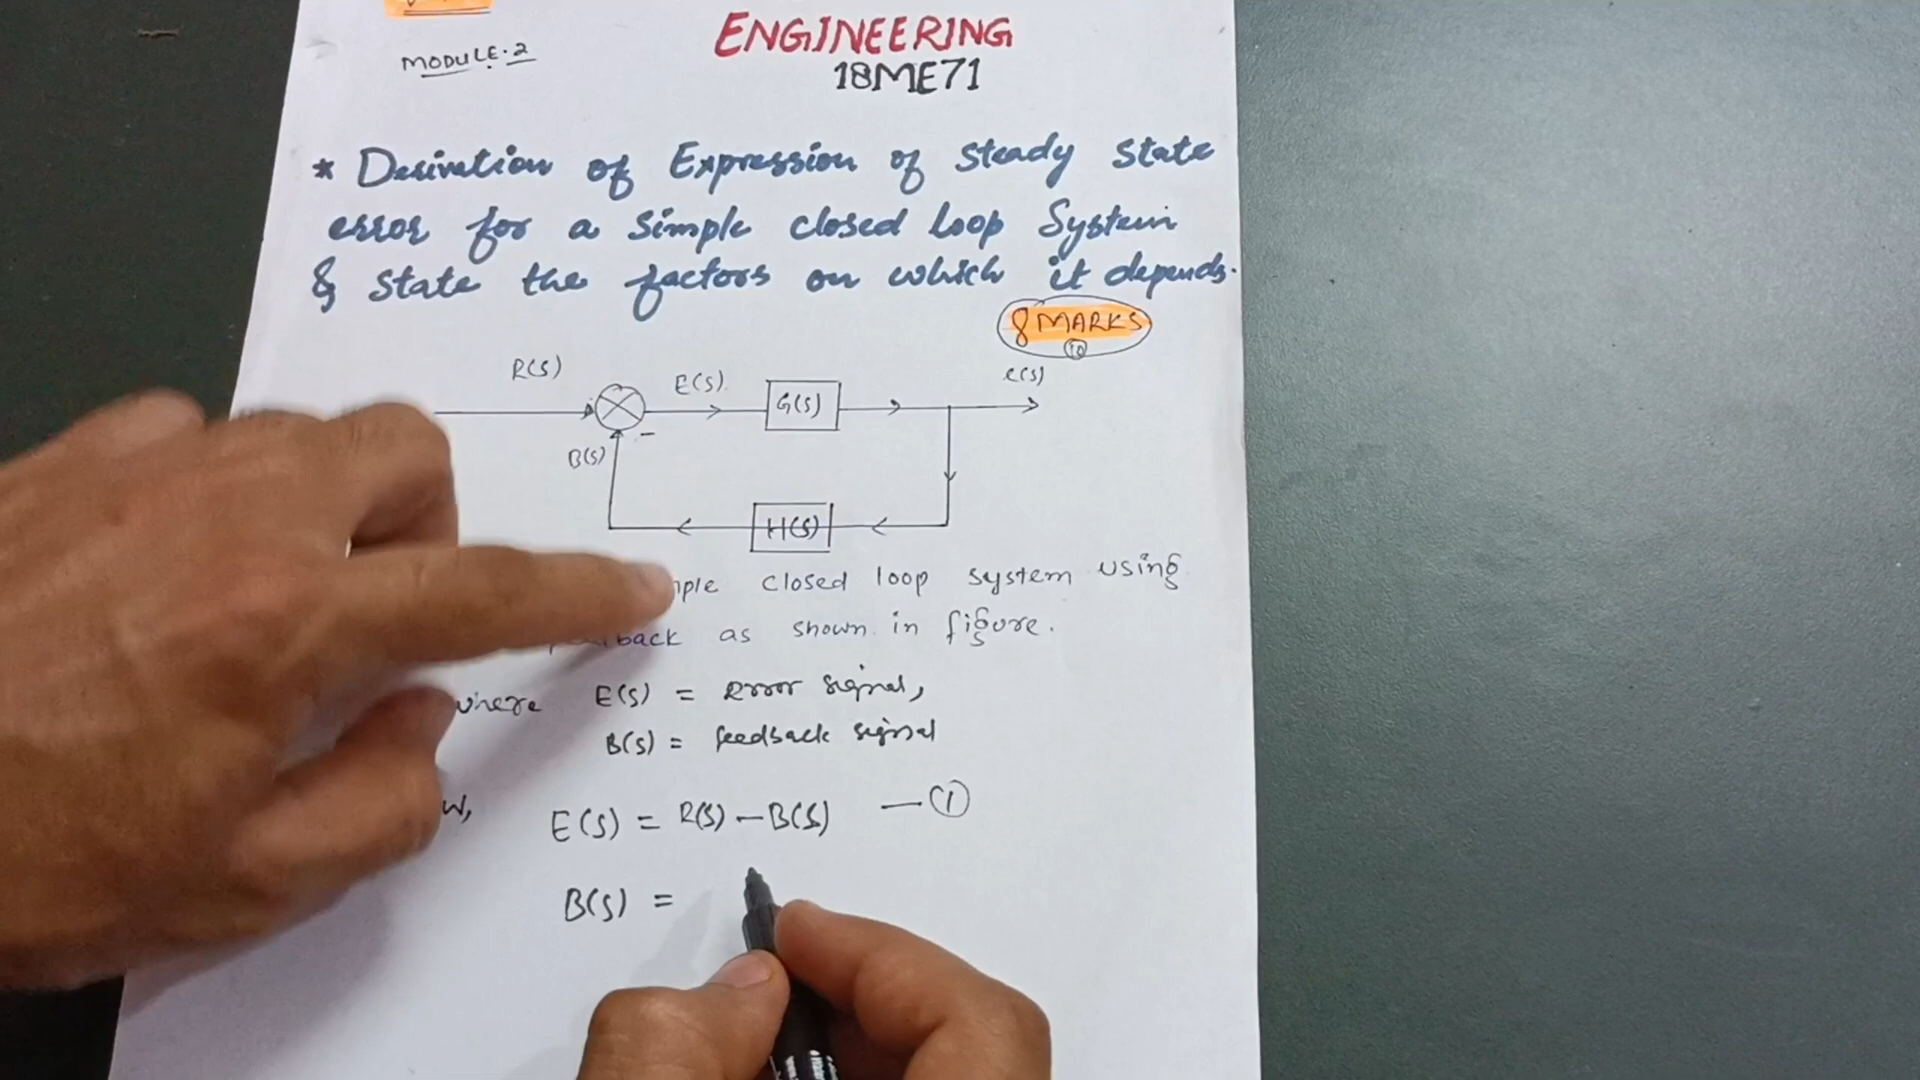 MODULE.2
ENGINEERING
18ME71
* Derivation of Expression of Steady State
error for a Simple closed loop System
& State the factors on which it depends.
8 MARKS
10
R(S)
E(S).
G(S)
C(S)
B(S)
-
H(S)
closed loop system using
as shown in figure.
where E(S) = Error signal,
B(S) = feedback signal
E(S) = R(S) - B(S) — 1
B(S) =